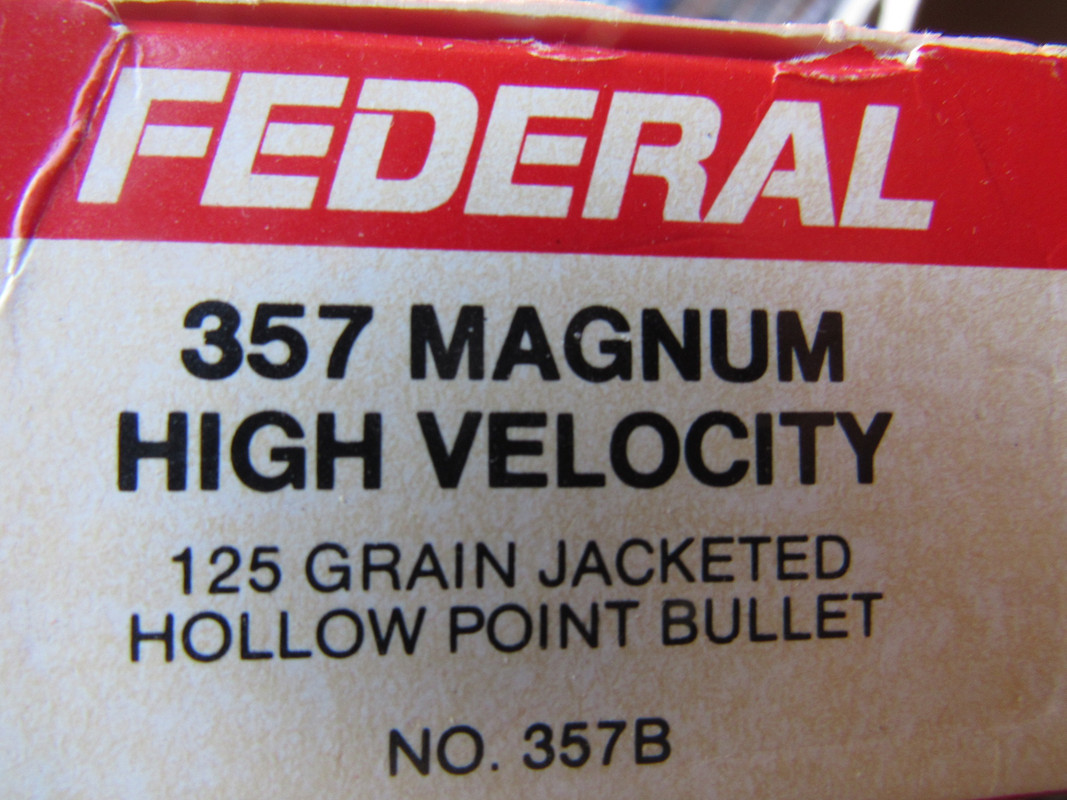 FEDERAL
357 MAGNUM
HIGH VELOCITY
125 GRAIN JACKETED
HOLLOW POINT BULLET
NO. 357B